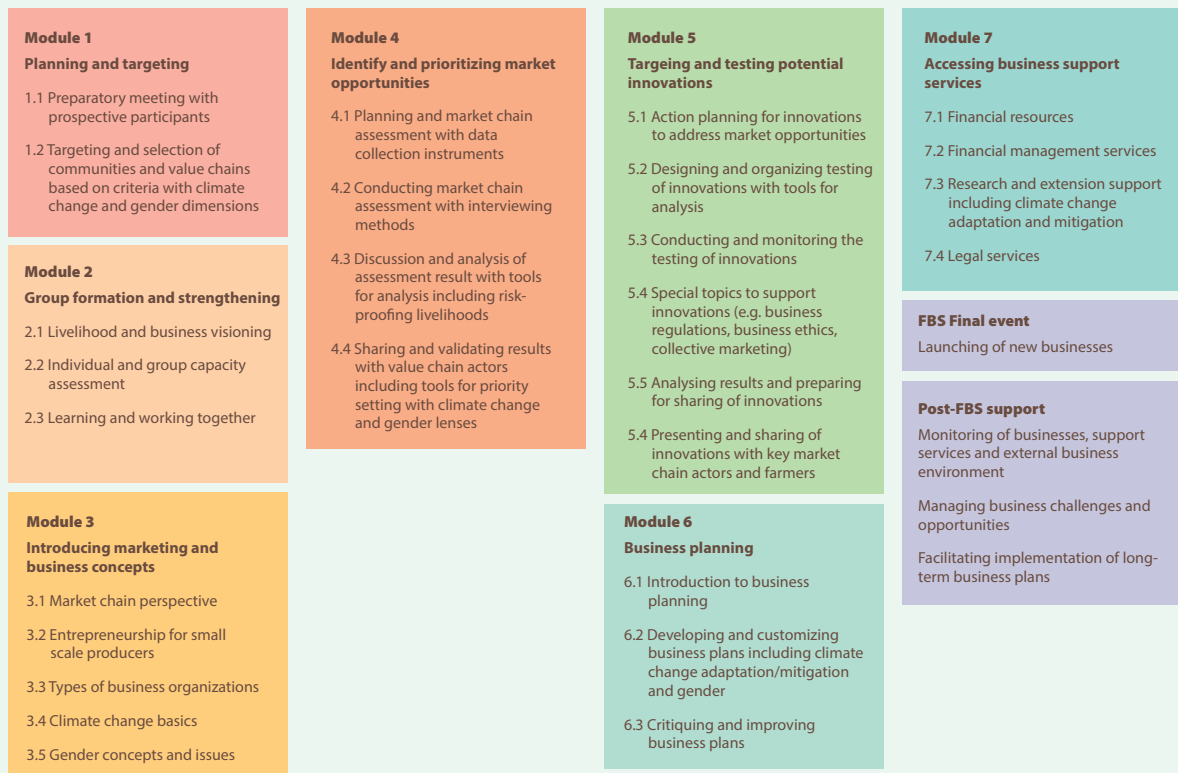 Module 1
Planning and targeting
1.1 Preparatory meeting with
prospective participants
1.2 Targeting and selection of
communities and value chains
based on criteria with climate
change and gender dimensions
Module 2
Group formation and strengthening
2.1 Livelihood and business visioning
2.2 Individual and group capacity
assessment
2.3 Learning and working together
Module 3
Introducing marketing and
business concepts
3.1 Market chain perspective
3.2 Entrepreneurship for small
scale producers
3.3 Types of business organizations
3.4 Climate change basics
3.5 Gender concepts and issues
Module 4
Identify and prioritizing market
opportunities
4.1 Planning and market chain
assessment with data
collection instruments
4.2 Conducting market chain
assessment with interviewing
methods
4.3 Discussion and analysis of
assessment result with tools
for analysis including risk-
proofing livelihoods
4.4 Sharing and validating results
with value chain actors
including tools for priority
setting with climate change
and gender lenses
Module 5
Targeing and testing potential
innovations
5.1 Action planning for innovations
to address market opportunities
5.2 Designing and organizing testing
of innovations with tools for
analysis
5.3 Conducting and monitoring the
testing of innovations
5.4 Special topics to support
innovations (e.g. business
regulations, business ethics,
collective marketing)
5.5 Analysing results and preparing
for sharing of innovations
5.4 Presenting and sharing of
innovations with key market
chain actors and farmers
Module 6
Business planning
6.1 Introduction to business
planning
6.2 Developing and customizing
business plans including climate
change adaptation/mitigation
and gender
6.3 Critiquing and improving
business plans
Module 7
Accessing business support
services
7.1 Financial resources
7.2 Financial management services
7.3 Research and extension support
including climate change
adaptation and mitigation
7.4 Legal services
FBS Final event
Launching of new businesses
Post-FBS support
Monitoring of businesses, support
services and external business
environment
Managing business challenges and
opportunities
Facilitating implementation of long-
term business plans